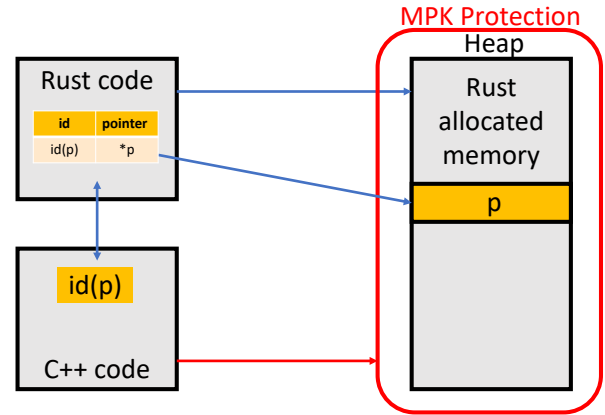 MPK Protection
Heap
Rust code
id pointer
id(p) *p
Rust
allocated
memory
p
id(p)
C++ code